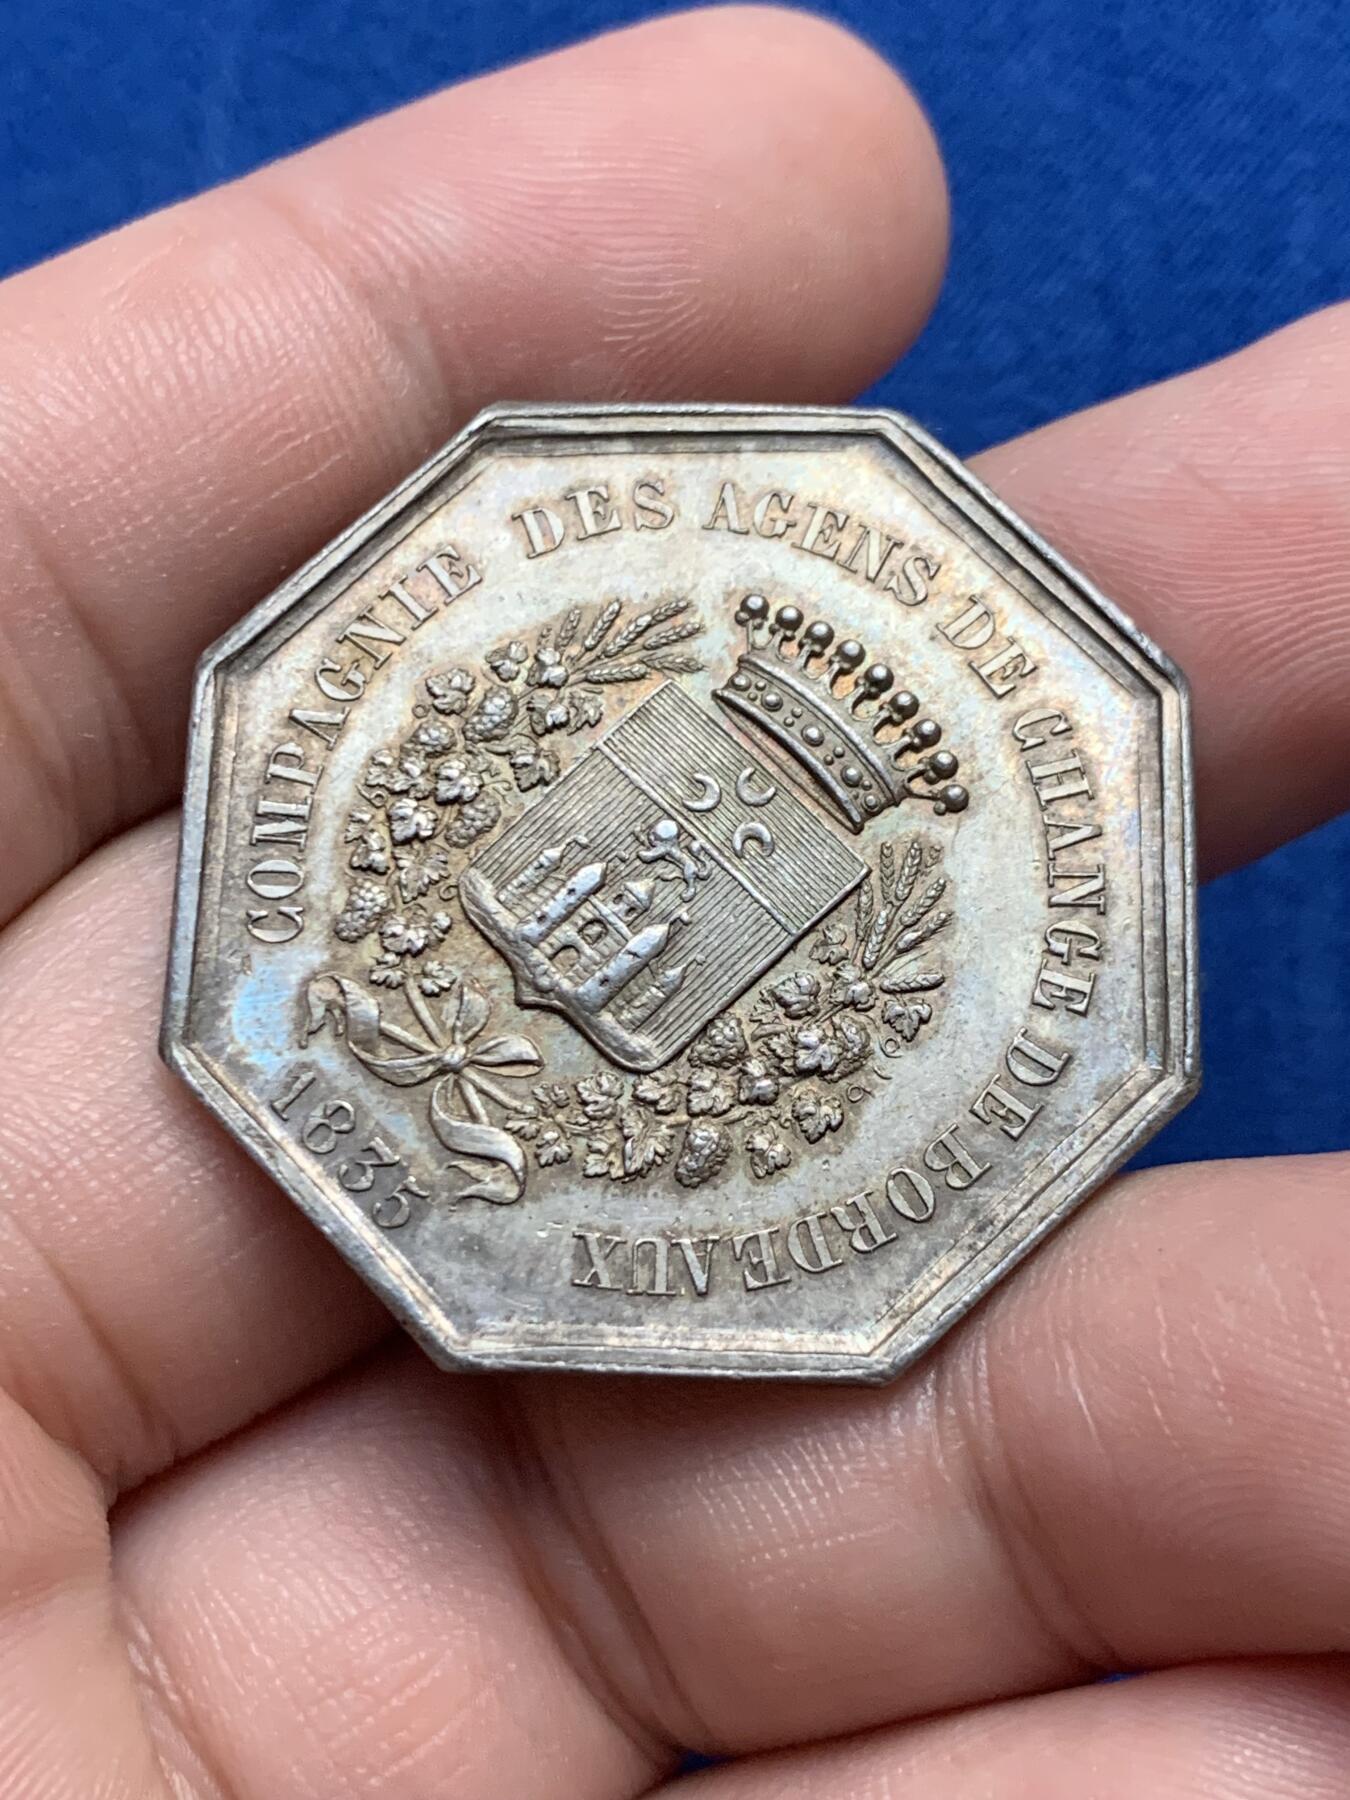 COMPAGNIE DES AGENS DE CHANGE DE BORDEAUX
1835